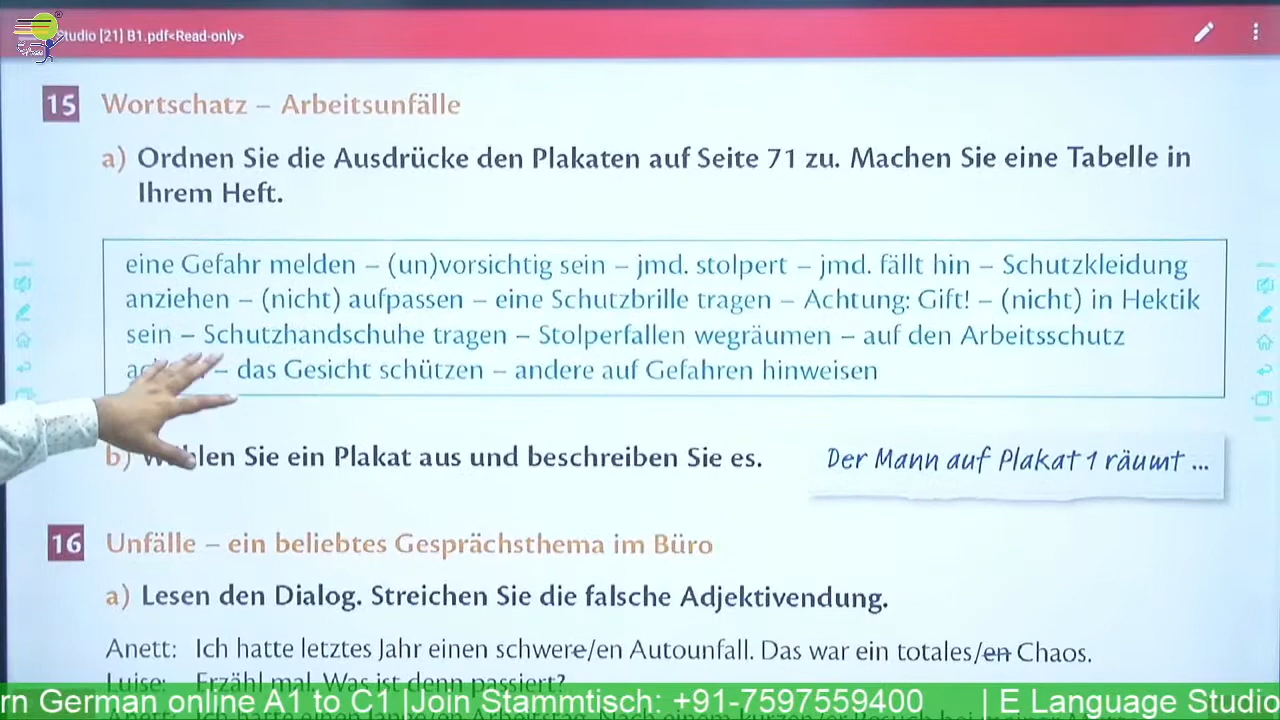 Studio [21] B1.pdf<Read-only>
15 Wortschatz – Arbeitsunfälle
a) Ordnen Sie die Ausdrücke den Plakaten auf Seite 71 zu. Machen Sie eine Tabelle in
Ihrem Heft.
eine Gefahr melden – (un)vorsichtig sein – jmd. stolpert – jmd. fällt hin – Schutzkleidung
anziehen – (nicht) aufpassen – eine Schutzbrille tragen – Achtung: Gift! – (nicht) in Hektik
sein – Schutzhandschuhe tragen – Stolperfallen wegräumen – auf den Arbeitsschutz
– das Gesicht schützen – andere auf Gefahren hinweisen
b) Wählen Sie ein Plakat aus und beschreiben Sie es.
Der Mann auf Plakat 1 räumt ...
16 Unfälle – ein beliebtes Gesprächsthema im Büro
a) Lesen den Dialog. Streichen Sie die falsche Adjektivendung.
Anett: Ich hatte letztes Jahr einen schwere/en Autounfall. Das war ein totales/en Chaos.
Luise: Erzähl mal. Was ist denn passiert?
rn German online A1 to C1 |Join Stammtisch: +91-7597559400 | E Language Studio